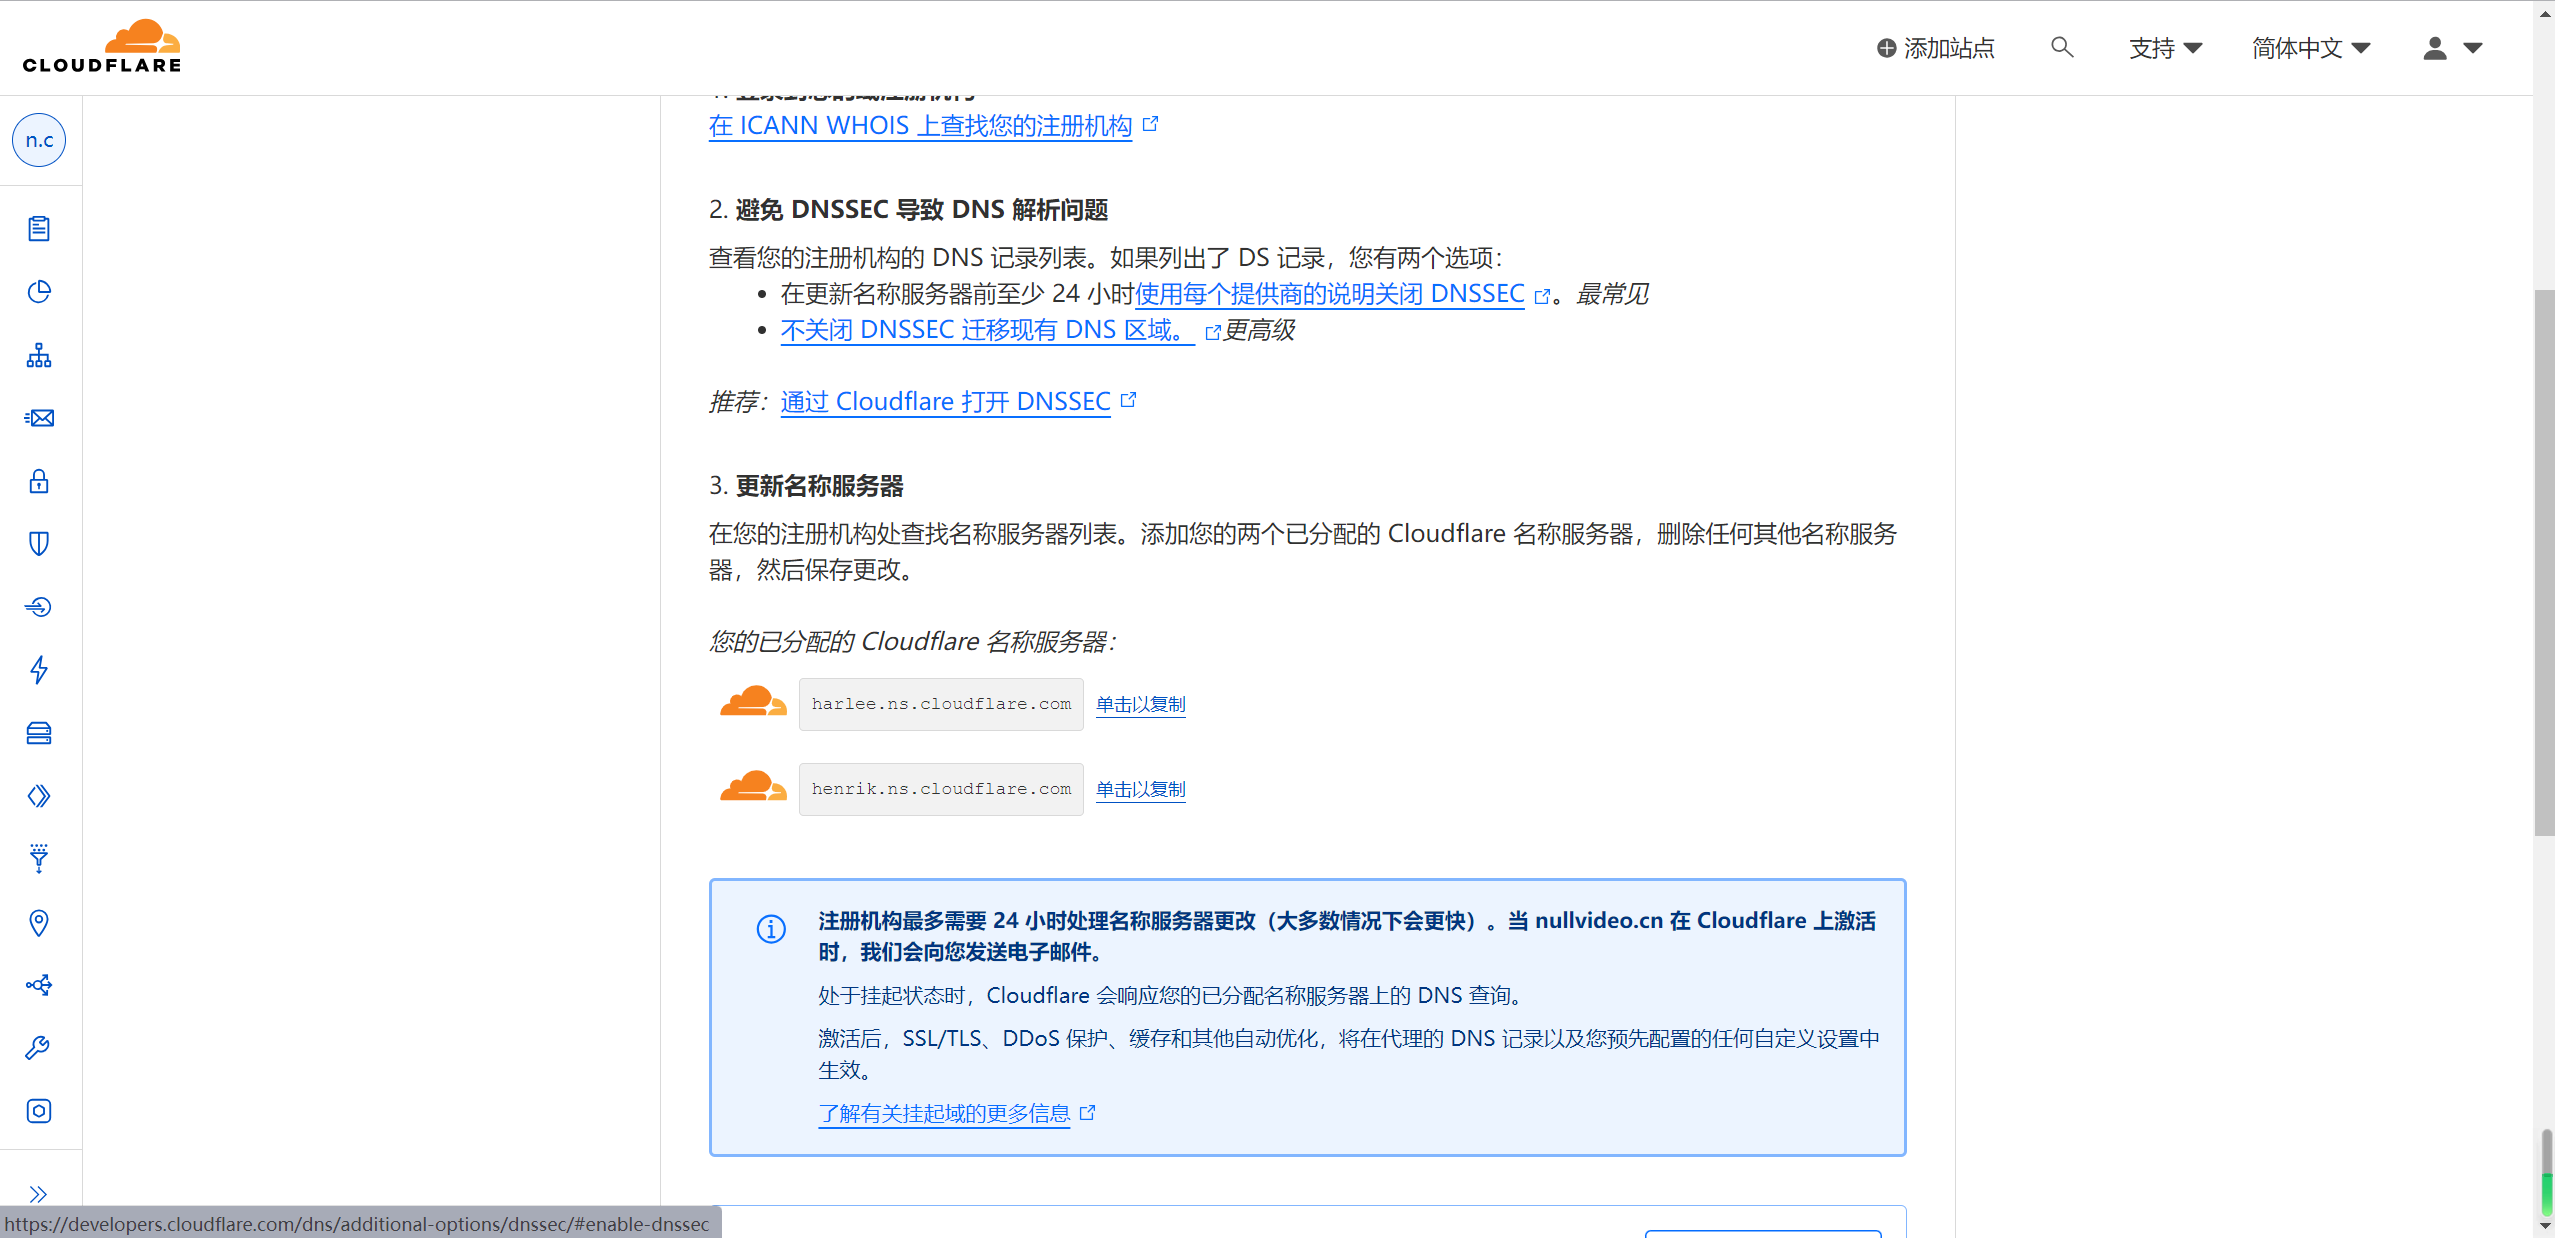 CLOUDFLARE
添加站点
支持
简体中文
n.c
在 ICANN WHOIS 上查找您的注册机构
2. 避免 DNSSEC 导致 DNS 解析问题
查看您的注册机构的 DNS 记录列表。如果列出了 DS 记录，您有两个选项：
在更新名称服务器前至少 24 小时使用每个提供商的说明关闭 DNSSEC 。最常见
不关闭 DNSSEC 迁移现有 DNS 区域。 更高级
推荐：通过 Cloudflare 打开 DNSSEC
3. 更新名称服务器
在您的注册机构处查找名称服务器列表。添加您的两个已分配的 Cloudflare 名称服务器，删除任何其他名称服务
器，然后保存更改。
您的已分配的 Cloudflare 名称服务器：
harlee.ns.cloudflare.com 单击以复制
henrik.ns.cloudflare.com 单击以复制
注册机构最多需要 24 小时处理名称服务器更改（大多数情况下会更快）。当 nullvideo.cn 在 Cloudflare 上激活
时，我们会向您发送电子邮件。
处于挂起状态时，Cloudflare 会响应您的已分配名称服务器上的 DNS 查询。
激活后，SSL/TLS、DDoS 保护、缓存和其他自动优化，将在代理的 DNS 记录以及您预先配置的任何自定义设置中
生效。
了解有关挂起域的更多信息
https://developers.cloudflare.com/dns/additional-options/dnssec/#enable-dnssec